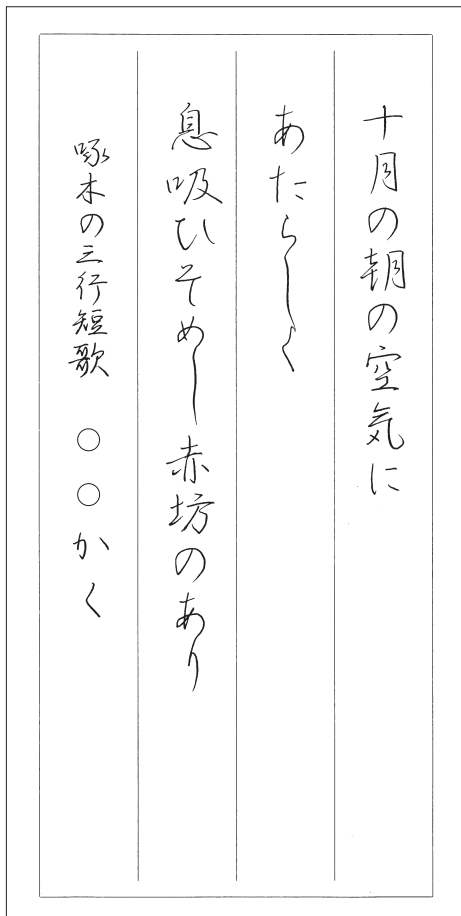 十月の朝の空気に
あたらしく
息吸ひそめし赤坊のあり
啄木の三行短歌 ○○かく